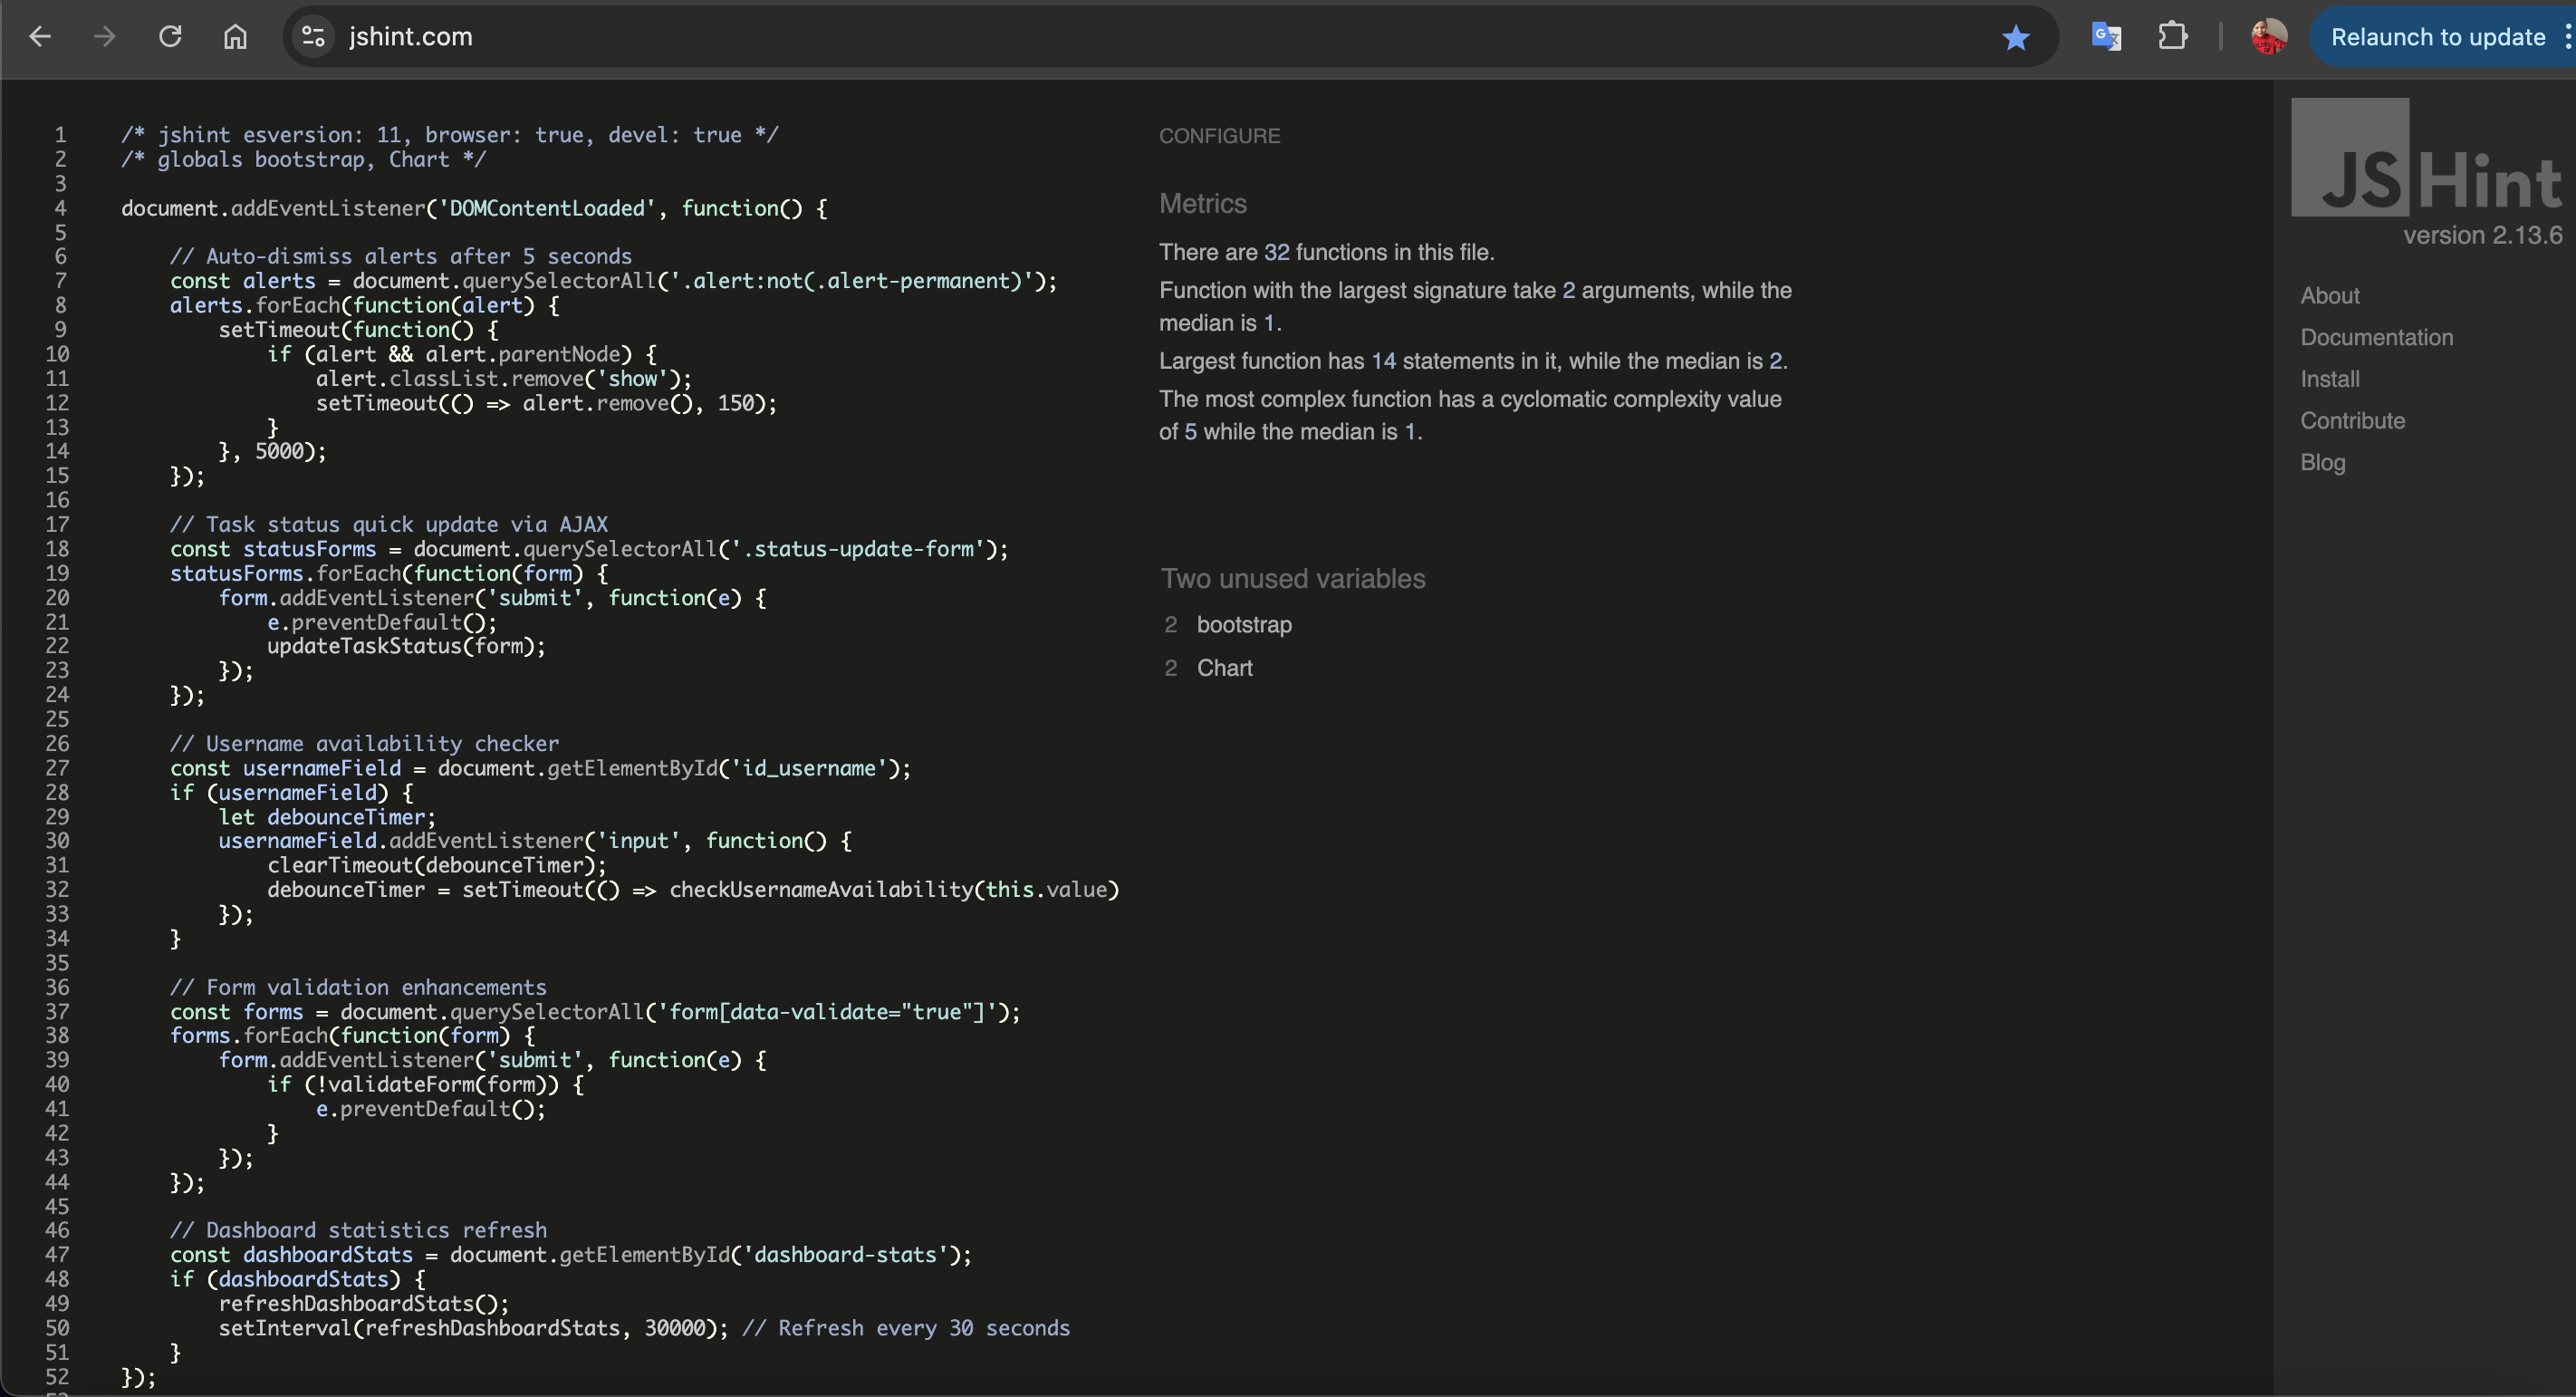 jshint.com
Relaunch to update
1 /* jshint esversion: 11, browser: true, devel: true */
2 /* globals bootstrap, Chart */
3
4 document.addEventListener('DOMContentLoaded', function() {
5
6 // Auto-dismiss alerts after 5 seconds
7 const alerts = document.querySelectorAll('.alert:not(.alert-permanent)');
8 alerts.forEach(function(alert) {
9 setTimeout(function() {
10 if (alert && alert.parentNode) {
11 alert.classList.remove('show');
12 setTimeout(() => alert.remove(), 150);
13 }
14 }, 5000);
15 });
16
17 // Task status quick update via AJAX
18 const statusForms = document.querySelectorAll('.status-update-form');
19 statusForms.forEach(function(form) {
20 form.addEventListener('submit', function(e) {
21 e.preventDefault();
22 updateTaskStatus(form);
23 });
24 });
25
26 // Username availability checker
27 const usernameField = document.getElementById('id_username');
28 if (usernameField) {
29 let debounceTimer;
30 usernameField.addEventListener('input', function() {
31 clearTimeout(debounceTimer);
32 debounceTimer = setTimeout(() => checkUsernameAvailability(this.value)
33 });
34 }
35
36 // Form validation enhancements
37 const forms = document.querySelectorAll('form[data-validate="true"]');
38 forms.forEach(function(form) {
39 form.addEventListener('submit', function(e) {
40 if (!validateForm(form)) {
41 e.preventDefault();
42 }
43 });
44 });
45
46 // Dashboard statistics refresh
47 const dashboardStats = document.getElementById('dashboard-stats');
48 if (dashboardStats) {
49 refreshDashboardStats();
50 setInterval(refreshDashboardStats, 30000); // Refresh every 30 seconds
51 }
52 });
CONFIGURE
Metrics
There are 32 functions in this file.
Function with the largest signature take 2 arguments, while the
median is 1.
Largest function has 14 statements in it, while the median is 2.
The most complex function has a cyclomatic complexity value
of 5 while the median is 1.
Two unused variables
2 bootstrap
2 Chart
JSHint
version 2.13.6
About
Documentation
Install
Contribute
Blog